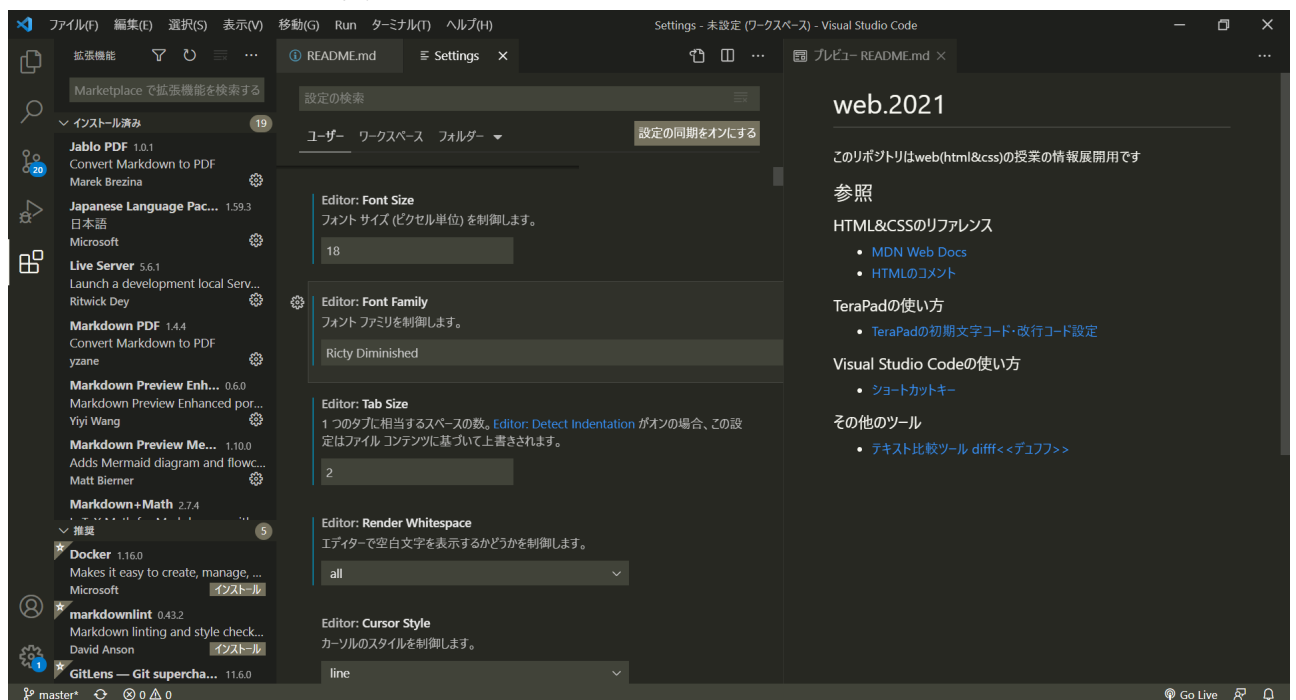 ファイル(F) 編集(E) 選択(S) 表示(V) 移動(G) Run ターミナル(T) ヘルプ(H)
Settings - 未設定 (ワークスペース) - Visual Studio Code
拡張機能
Marketplace で拡張機能を検索する
インストール済み 19
Jablo PDF 1.0.1
Convert Markdown to PDF
Marek Brezina
Japanese Language Pac... 1.59.3
日本語
Microsoft
Live Server 5.6.1
Launch a development local Serv...
Ritwick Dey
Markdown PDF 1.4.4
Convert Markdown to PDF
yzane
Markdown Preview Enh... 0.6.0
Markdown Preview Enhanced por...
Yiyi Wang
Markdown Preview Me... 1.10.0
Adds Mermaid diagram and flowc...
Matt Bierner
Markdown+Math 2.7.4
推奨 5
Docker 1.16.0
Makes it easy to create, manage, ...
Microsoft インストール
markdownlint 0.43.2
Markdown linting and style check...
David Anson インストール
GitLens — Git supercha... 11.6.0
20
1
README.md
Settings
設定の検索
ユーザー ワークスペース フォルダー
設定の同期をオンにする
Editor: Font Size
フォント サイズ (ピクセル単位) を制御します。
18
Editor: Font Family
フォント ファミリを制御します。
Ricty Diminished
Editor: Tab Size
1 つのタブに相当するスペースの数。Editor: Detect Indentation がオンの場合、この設
定はファイル コンテンツに基づいて上書きされます。
2
Editor: Render Whitespace
エディターで空白文字を表示するかどうかを制御します。
all
Editor: Cursor Style
カーソルのスタイルを制御します。
line
プレビュー README.md
web.2021
このリポジトリはweb(html&css)の授業の情報展開用です
参照
HTML&CSSのリファレンス
MDN Web Docs
HTMLのコメント
TeraPadの使い方
TeraPadの初期文字コード・改行コード設定
Visual Studio Codeの使い方
ショートカットキー
その他のツール
テキスト比較ツール difff<<デュフフ>>
master* 0 0
Go Live